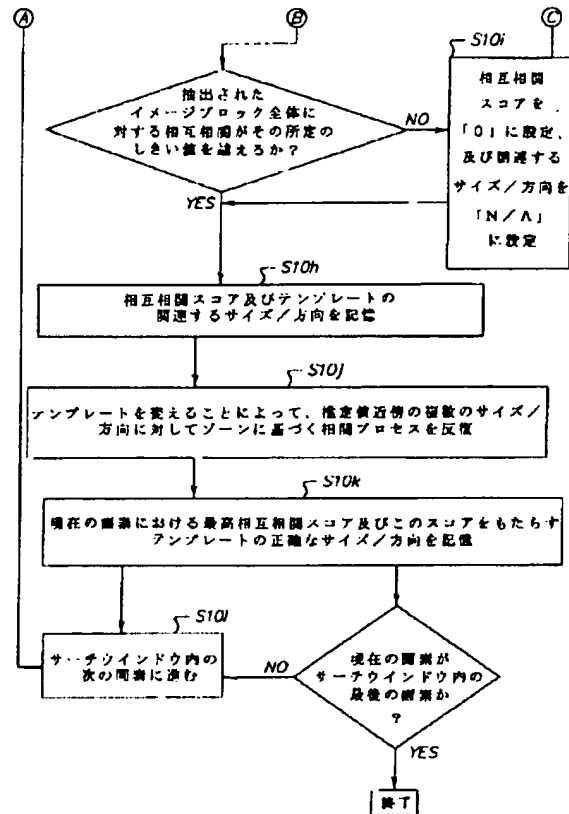 A
B
C
S10i
抽出された
イメージブロック全体に
対する相互相関がその所定の
しきい値を越えるか?
NO
YES
相互相関
スコアを
「0」に設定、
及び関連する
サイズ/方向を
「N/A」
に設定
S10h
相互相関スコア及びテンプレートの
関連するサイズ/方向を記憶
S10j
テンプレートを変えることによって、推定値近傍の複数のサイズ/
方向に対してゾーンに基づく相関プロセスを反復
S10k
現在の画素における最高相互相関スコア及びこのスコアをもたらす
テンプレートの正確なサイズ/方向を記憶
S10l
サーチウインドウ内の
次の画素に進む
NO
現在の画素が
サーチウインドウ内の
最後の画素か
?
YES
終了